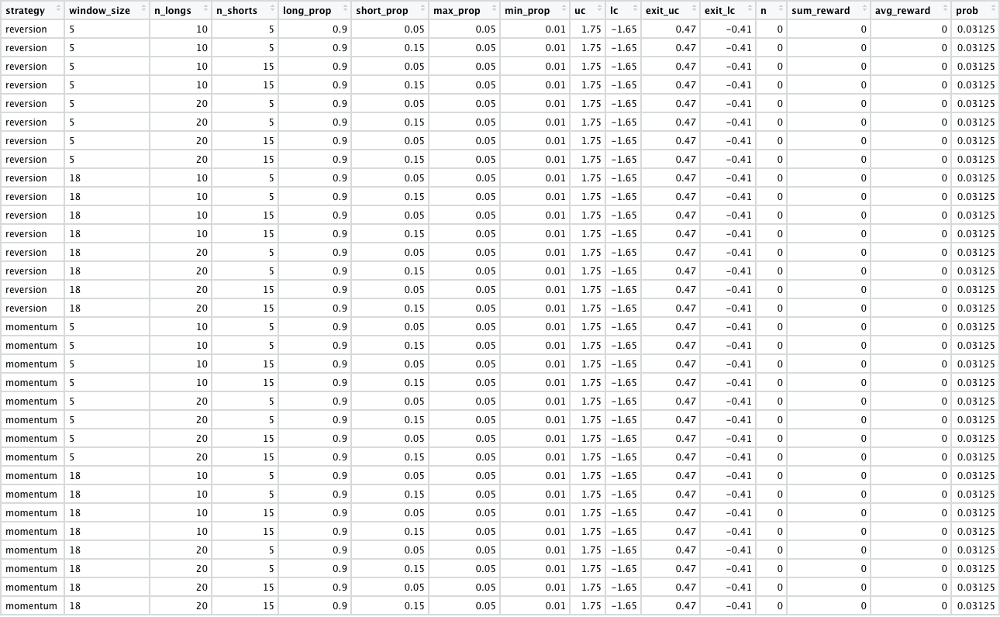 strategy window_size n_longs n_shorts long_prop short_prop max_prop min_prop uc lc exit_uc exit_lc n sum_reward avg_reward prob
reversion 5 10 5 0.9 0.05 0.05 0.01 1.75 −1.65 0.47 −0.41 0 0 0 0.03125
reversion 5 10 5 0.9 0.15 0.05 0.01 1.75 −1.65 0.47 −0.41 0 0 0 0.03125
reversion 5 10 15 0.9 0.05 0.05 0.01 1.75 −1.65 0.47 −0.41 0 0 0 0.03125
reversion 5 10 15 0.9 0.15 0.05 0.01 1.75 −1.65 0.47 −0.41 0 0 0 0.03125
reversion 5 20 5 0.9 0.05 0.05 0.01 1.75 −1.65 0.47 −0.41 0 0 0 0.03125
reversion 5 20 5 0.9 0.15 0.05 0.01 1.75 −1.65 0.47 −0.41 0 0 0 0.03125
reversion 5 20 15 0.9 0.05 0.05 0.01 1.75 −1.65 0.47 −0.41 0 0 0 0.03125
reversion 5 20 15 0.9 0.15 0.05 0.01 1.75 −1.65 0.47 −0.41 0 0 0 0.03125
reversion 18 10 5 0.9 0.05 0.05 0.01 1.75 −1.65 0.47 −0.41 0 0 0 0.03125
reversion 18 10 5 0.9 0.15 0.05 0.01 1.75 −1.65 0.47 −0.41 0 0 0 0.03125
reversion 18 10 15 0.9 0.05 0.05 0.01 1.75 −1.65 0.47 −0.41 0 0 0 0.03125
reversion 18 10 15 0.9 0.15 0.05 0.01 1.75 −1.65 0.47 −0.41 0 0 0 0.03125
reversion 18 20 5 0.9 0.05 0.05 0.01 1.75 −1.65 0.47 −0.41 0 0 0 0.03125
reversion 18 20 5 0.9 0.15 0.05 0.01 1.75 −1.65 0.47 −0.41 0 0 0 0.03125
reversion 18 20 15 0.9 0.05 0.05 0.01 1.75 −1.65 0.47 −0.41 0 0 0 0.03125
reversion 18 20 15 0.9 0.15 0.05 0.01 1.75 −1.65 0.47 −0.41 0 0 0 0.03125
momentum 5 10 5 0.9 0.05 0.05 0.01 1.75 −1.65 0.47 −0.41 0 0 0 0.03125
momentum 5 10 5 0.9 0.15 0.05 0.01 1.75 −1.65 0.47 −0.41 0 0 0 0.03125
momentum 5 10 15 0.9 0.05 0.05 0.01 1.75 −1.65 0.47 −0.41 0 0 0 0.03125
momentum 5 10 15 0.9 0.15 0.05 0.01 1.75 −1.65 0.47 −0.41 0 0 0 0.03125
momentum 5 20 5 0.9 0.05 0.05 0.01 1.75 −1.65 0.47 −0.41 0 0 0 0.03125
momentum 5 20 5 0.9 0.15 0.05 0.01 1.75 −1.65 0.47 −0.41 0 0 0 0.03125
momentum 5 20 15 0.9 0.05 0.05 0.01 1.75 −1.65 0.47 −0.41 0 0 0 0.03125
momentum 5 20 15 0.9 0.15 0.05 0.01 1.75 −1.65 0.47 −0.41 0 0 0 0.03125
momentum 18 10 5 0.9 0.05 0.05 0.01 1.75 −1.65 0.47 −0.41 0 0 0 0.03125
momentum 18 10 5 0.9 0.15 0.05 0.01 1.75 −1.65 0.47 −0.41 0 0 0 0.03125
momentum 18 10 15 0.9 0.05 0.05 0.01 1.75 −1.65 0.47 −0.41 0 0 0 0.03125
momentum 18 10 15 0.9 0.15 0.05 0.01 1.75 −1.65 0.47 −0.41 0 0 0 0.03125
momentum 18 20 5 0.9 0.05 0.05 0.01 1.75 −1.65 0.47 −0.41 0 0 0 0.03125
momentum 18 20 5 0.9 0.15 0.05 0.01 1.75 −1.65 0.47 −0.41 0 0 0 0.03125
momentum 18 20 15 0.9 0.05 0.05 0.01 1.75 −1.65 0.47 −0.41 0 0 0 0.03125
momentum 18 20 15 0.9 0.15 0.05 0.01 1.75 −1.65 0.47 −0.41 0 0 0 0.03125